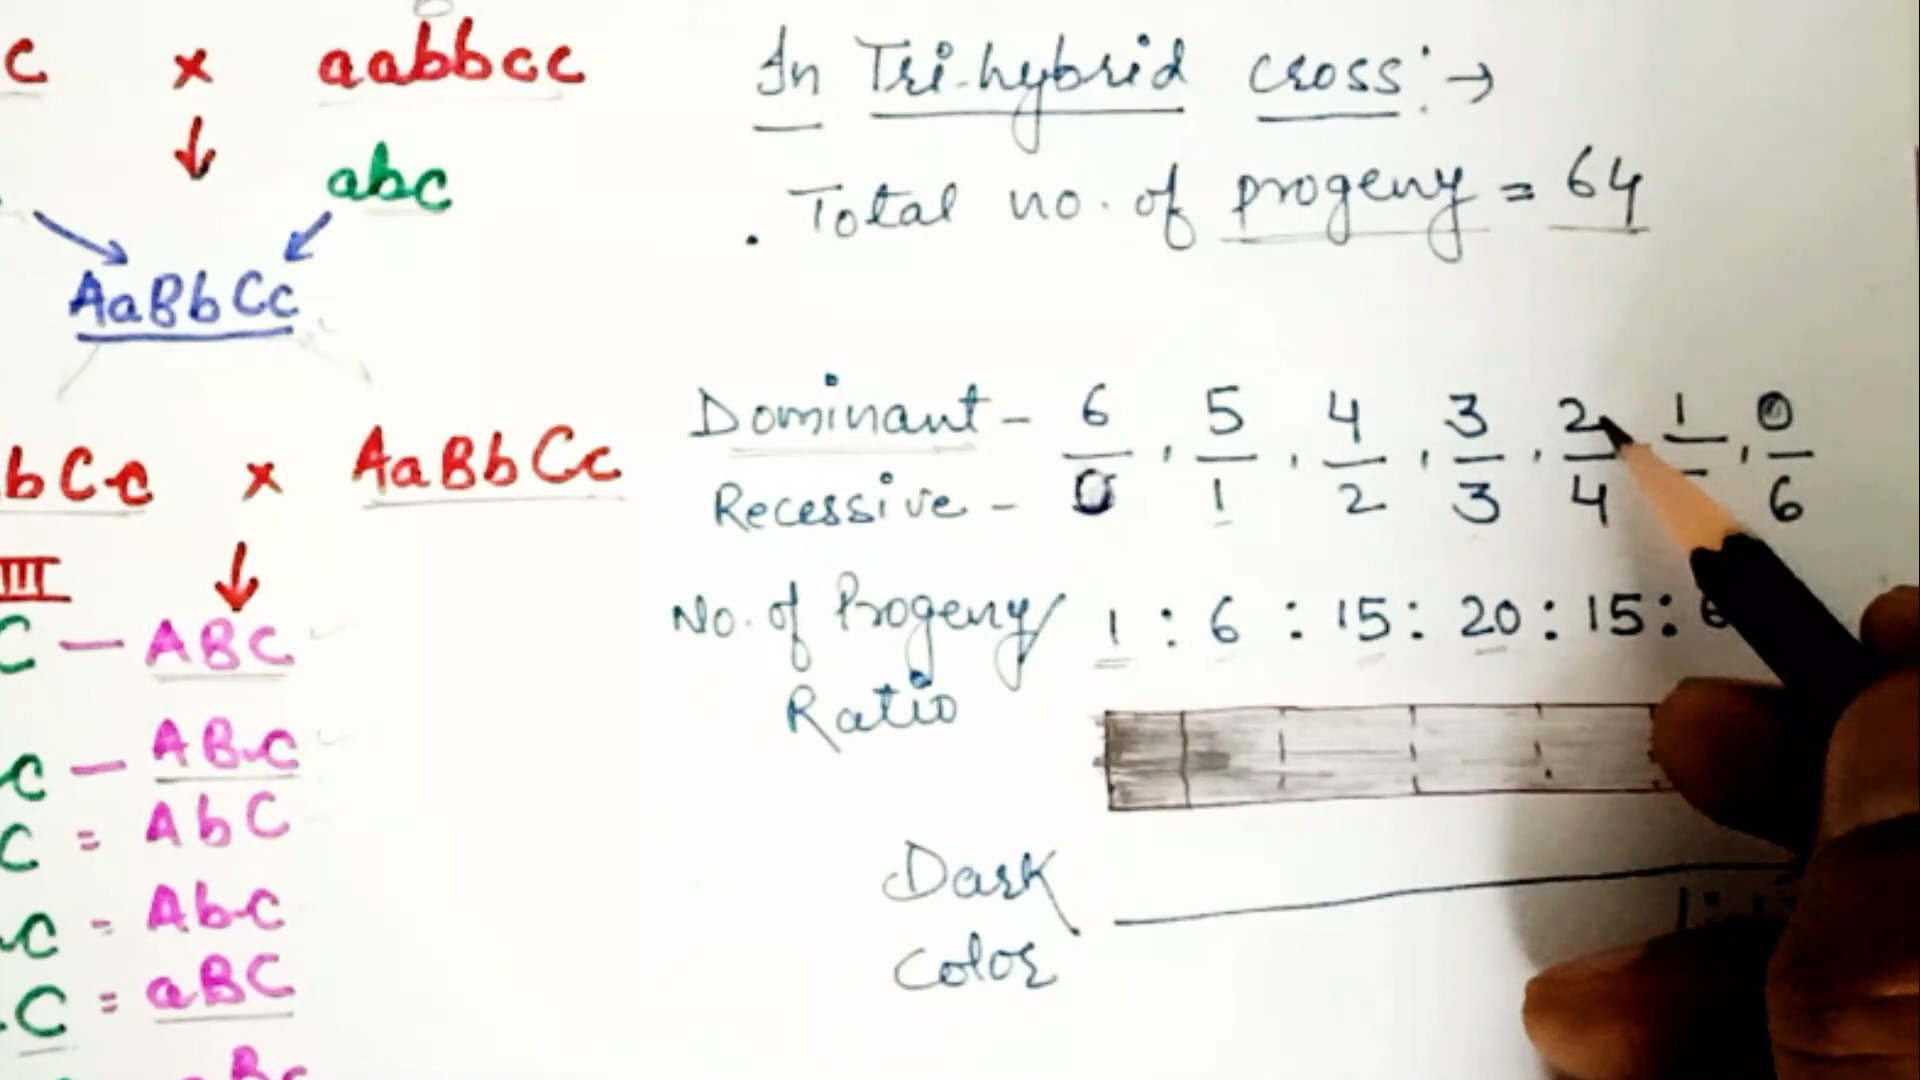 C × aabbcc
abc
AaBbCc
bCc × AaBbCc
III
C — ABC
c — ABc
C = AbC
c = Abc
C = aBC
aBc
In Tri-hybrid cross:→
Total no. of progeny = 64
Dominant - 6 , 5 , 4 , 3 , 2 1 , 0
Recessive - 0 1 2 3 4 6
No. of Progeny/ 1 : 6 : 15 : 20 : 15 :
Ratio
Dark
Color